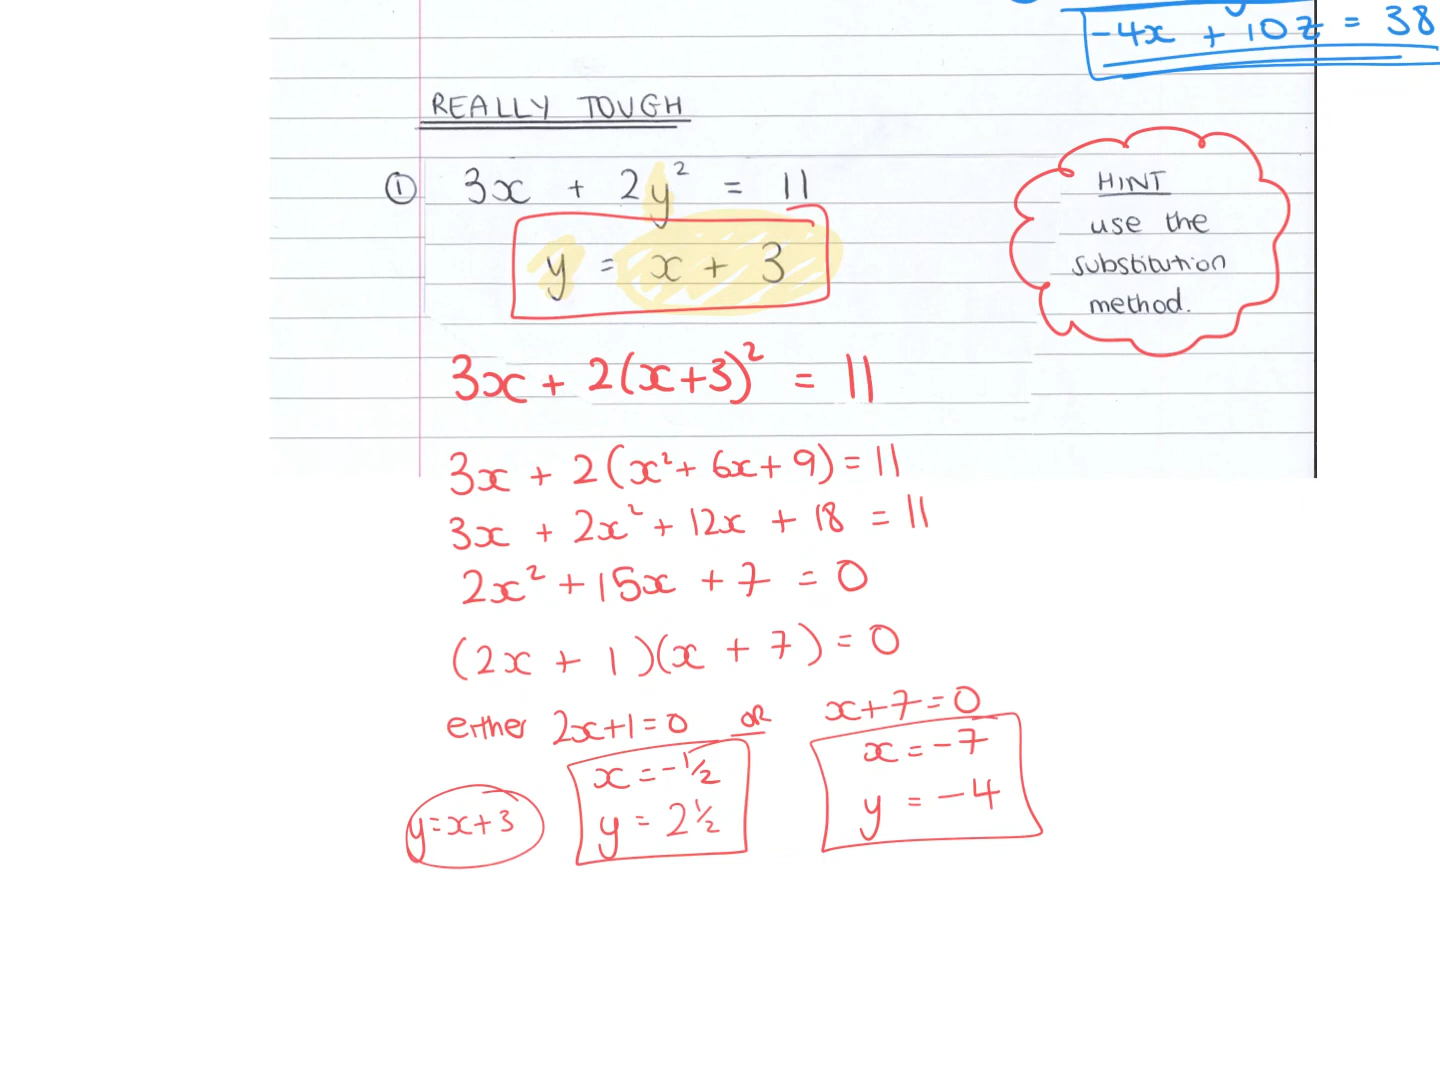 -4x + 10z = 38
REALLY TOUGH
① 3x + 2y² = 11
y = x + 3
HINT
use the
substitution
method.
3x + 2(x+3)² = 11
3x + 2(x²+ 6x+ 9) = 11
3x + 2x² + 12x + 18 = 11
2x² + 15x + 7 = 0
(2x + 1)(x + 7) = 0
either 2x+1=0 OR x+7=0
x = -½
y = 2½
x = -7
y = -4
y=x+3